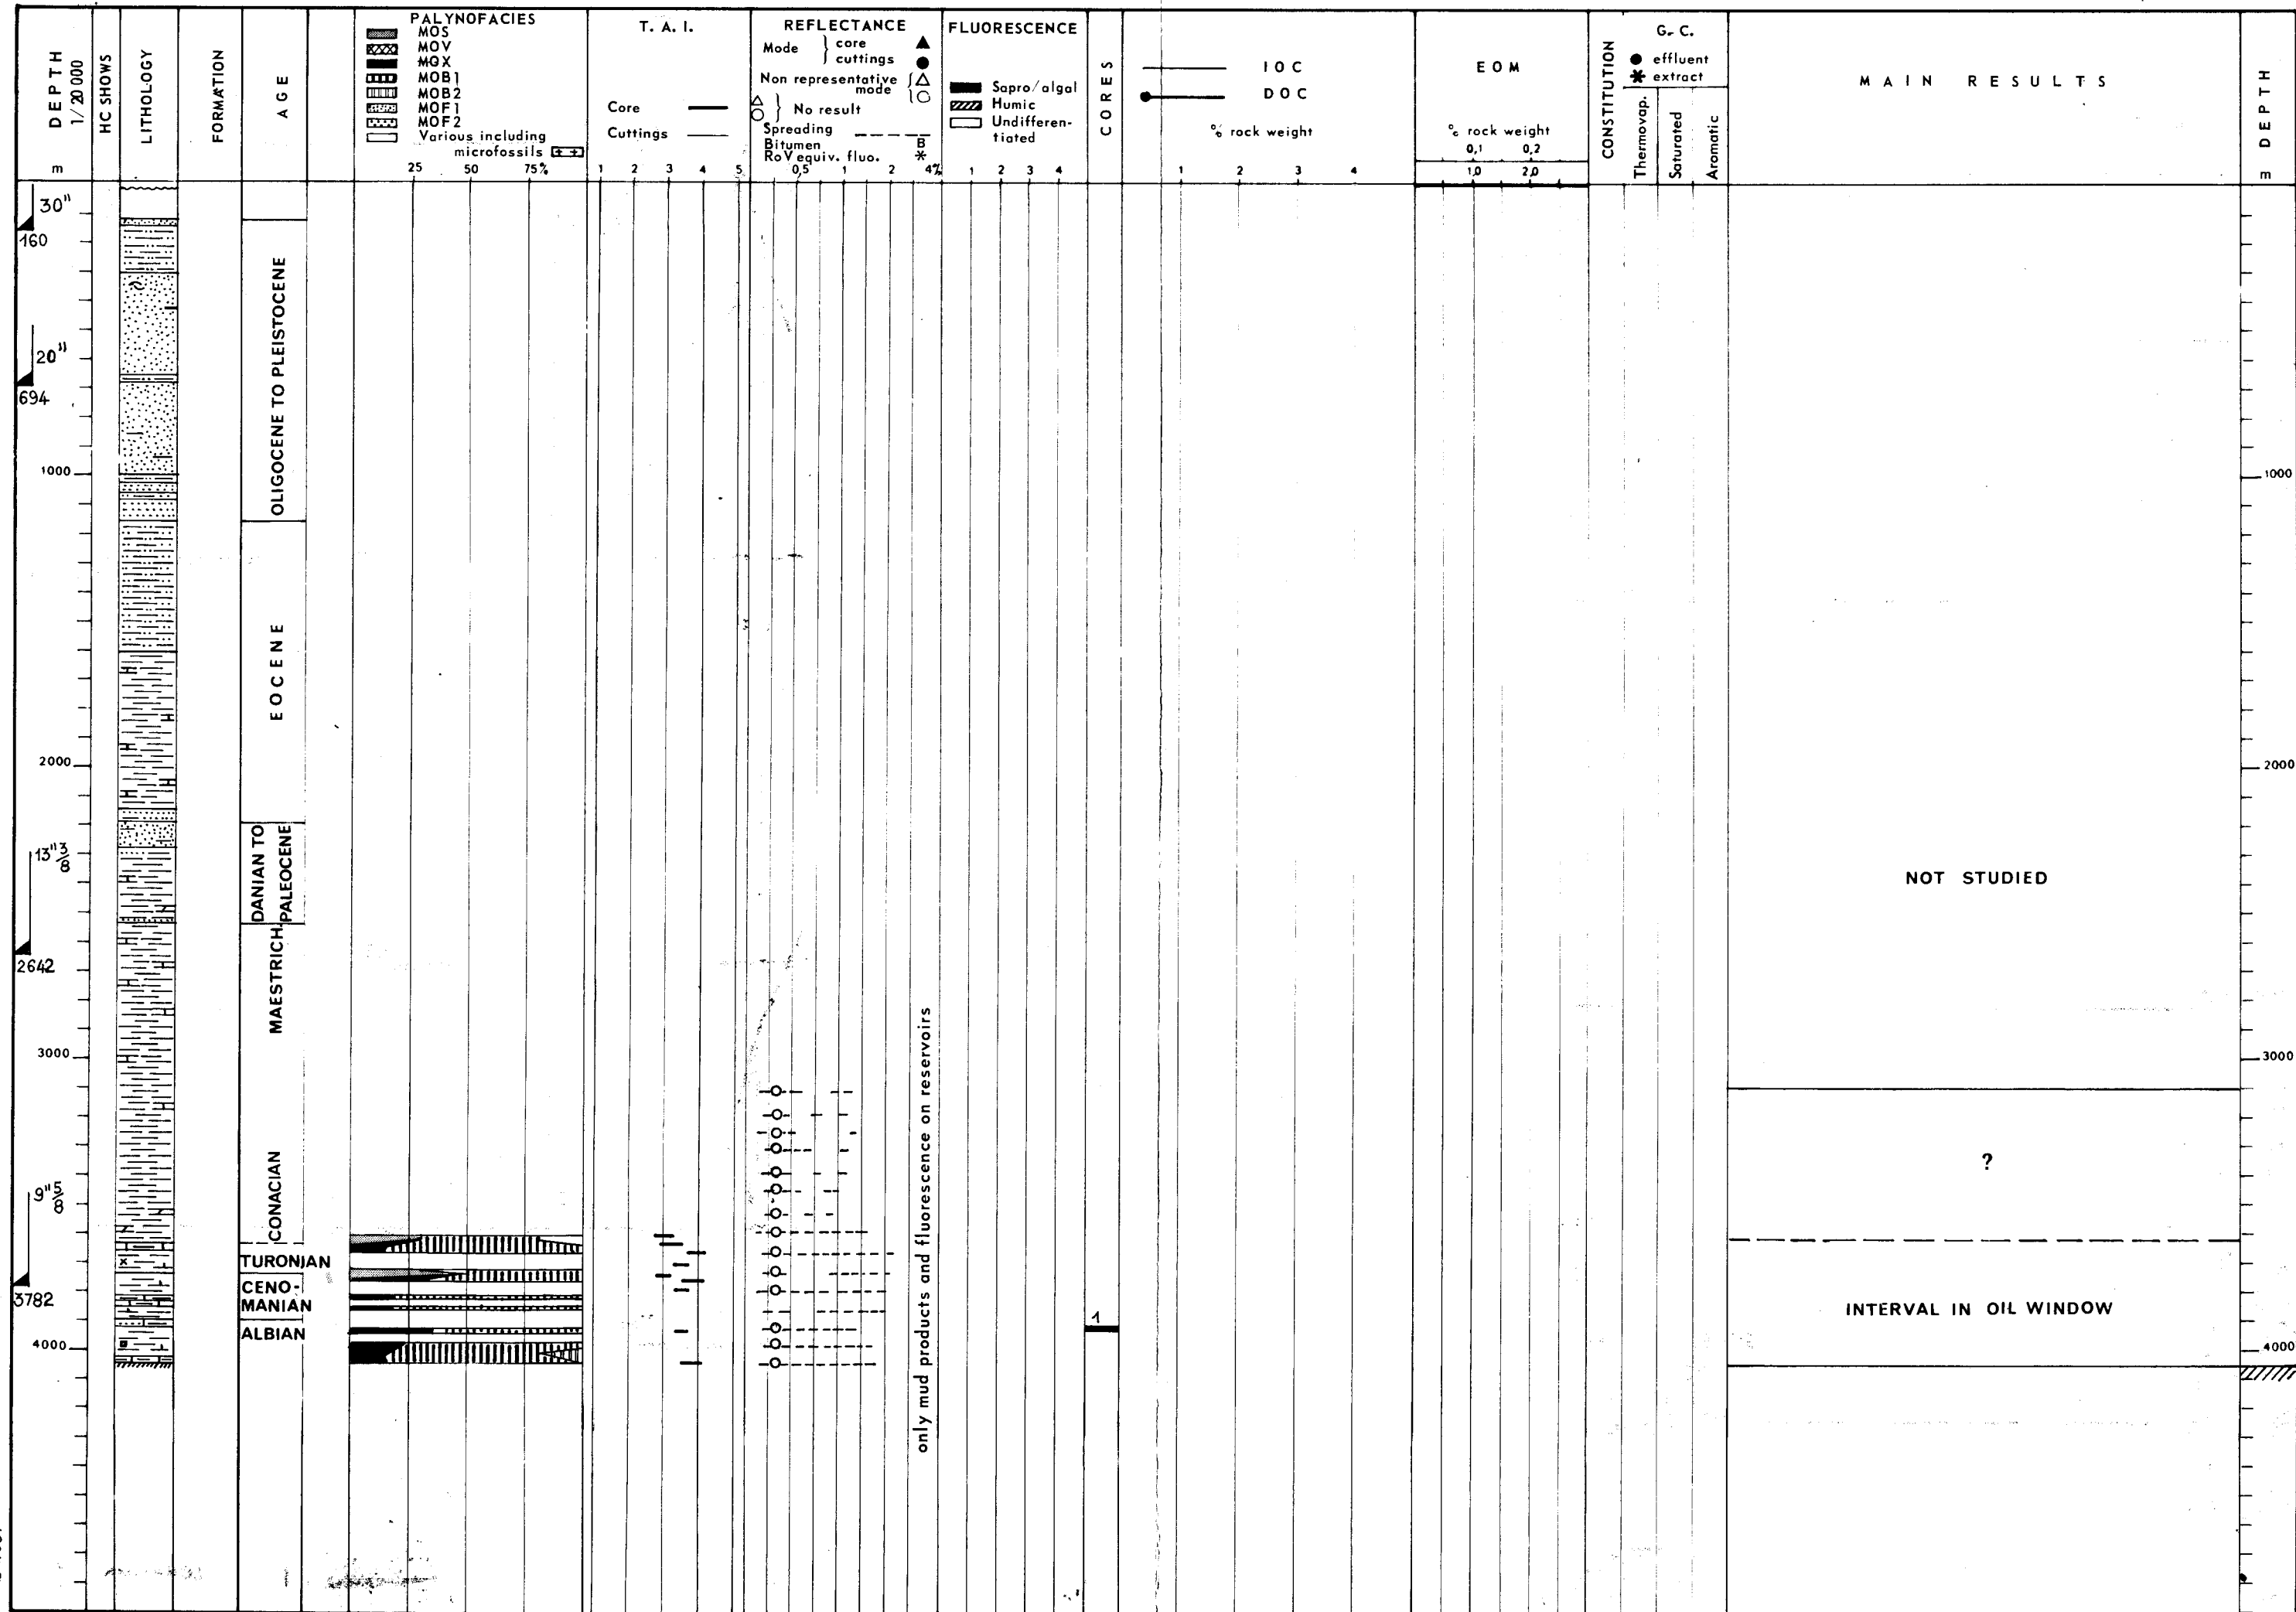 DEPTH
1/20 000
m
HC SHOWS
LITHOLOGY
FORMATION
AGE
PALYNOFACIES
MOS
MOV
MOX
MOB1
MOB2
MOF1
MOF2
Various including
microfossils
25 50 75%
T. A. I.
Core
Cuttings
1 2 3 4 5
REFLECTANCE
Mode } core
cuttings
Non representative
mode
} No result
Spreading
Bitumen B
RoV equiv. fluo. *
0,5 1 2 4%
FLUORESCENCE
Sapro/algal
Humic
Undifferen-
tiated
1 2 3 4
CORES
IOC
DOC
% rock weight
1 2 3 4
EOM
% rock weight
0,1 0,2
1,0 2,0
CONSTITUTION
G.C.
effluent
* extract
Thermovap.
Saturated
Aromatic
MAIN RESULTS
DEPTH
m
30"
160
20"
694
1000
2000
13"3/8
2642
3000
9"5/8
3782
4000
OLIGOCENE TO PLEISTOCENE
EOCENE
DANIAN TO
PALEOCENE
MAESTRICH.
CONACIAN
TURONIAN
CENO-
MANIAN
ALBIAN
only mud products and fluorescence on reservoirs
1
NOT STUDIED
?
INTERVAL IN OIL WINDOW
1000
2000
3000
4000